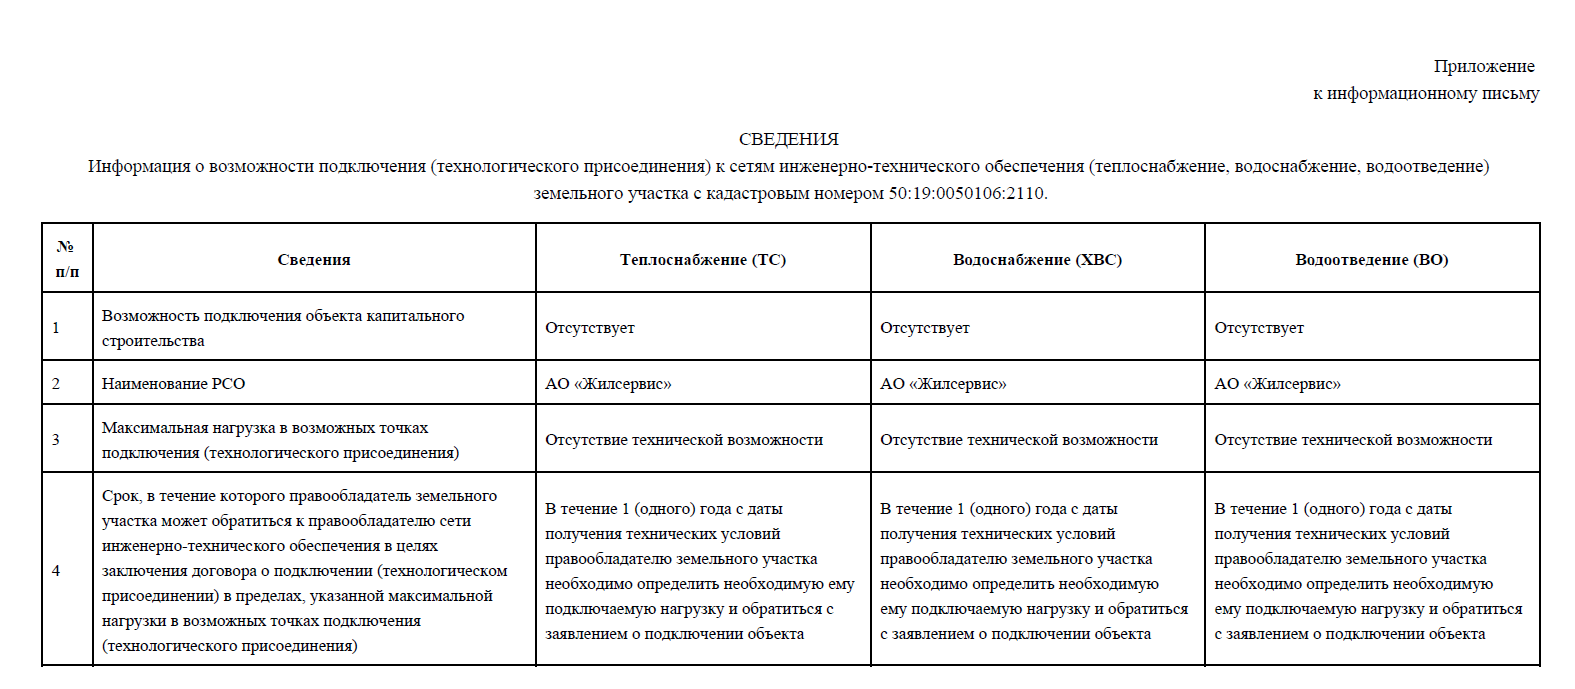 Приложение
к информационному письму
СВЕДЕНИЯ
Информация о возможности подключения (технологического присоединения) к сетям инженерно-технического обеспечения (теплоснабжение, водоснабжение, водоотведение)
земельного участка с кадастровым номером 50:19:0050106:2110.
№
п/п
Сведения
Теплоснабжение (ТС)
Водоснабжение (ХВС)
Водоотведение (ВО)
1
Возможность подключения объекта капитального
строительства
Отсутствует
Отсутствует
Отсутствует
2
Наименование РСО
АО «Жилсервис»
АО «Жилсервис»
АО «Жилсервис»
3
Максимальная нагрузка в возможных точках
подключения (технологического присоединения)
Отсутствие технической возможности
Отсутствие технической возможности
Отсутствие технической возможности
4
Срок, в течение которого правообладатель земельного
участка может обратиться к правообладателю сети
инженерно-технического обеспечения в целях
заключения договора о подключении (технологическом
присоединении) в пределах, указанной максимальной
нагрузки в возможных точках подключения
(технологического присоединения)
В течение 1 (одного) года с даты
получения технических условий
правообладателю земельного участка
необходимо определить необходимую ему
подключаемую нагрузку и обратиться с
заявлением о подключении объекта
В течение 1 (одного) года с даты
получения технических условий
правообладателю земельного участка
необходимо определить необходимую
ему подключаемую нагрузку и обратиться
с заявлением о подключении объекта
В течение 1 (одного) года с даты
получения технических условий
правообладателю земельного участка
необходимо определить необходимую
ему подключаемую нагрузку и обратиться
с заявлением о подключении объекта